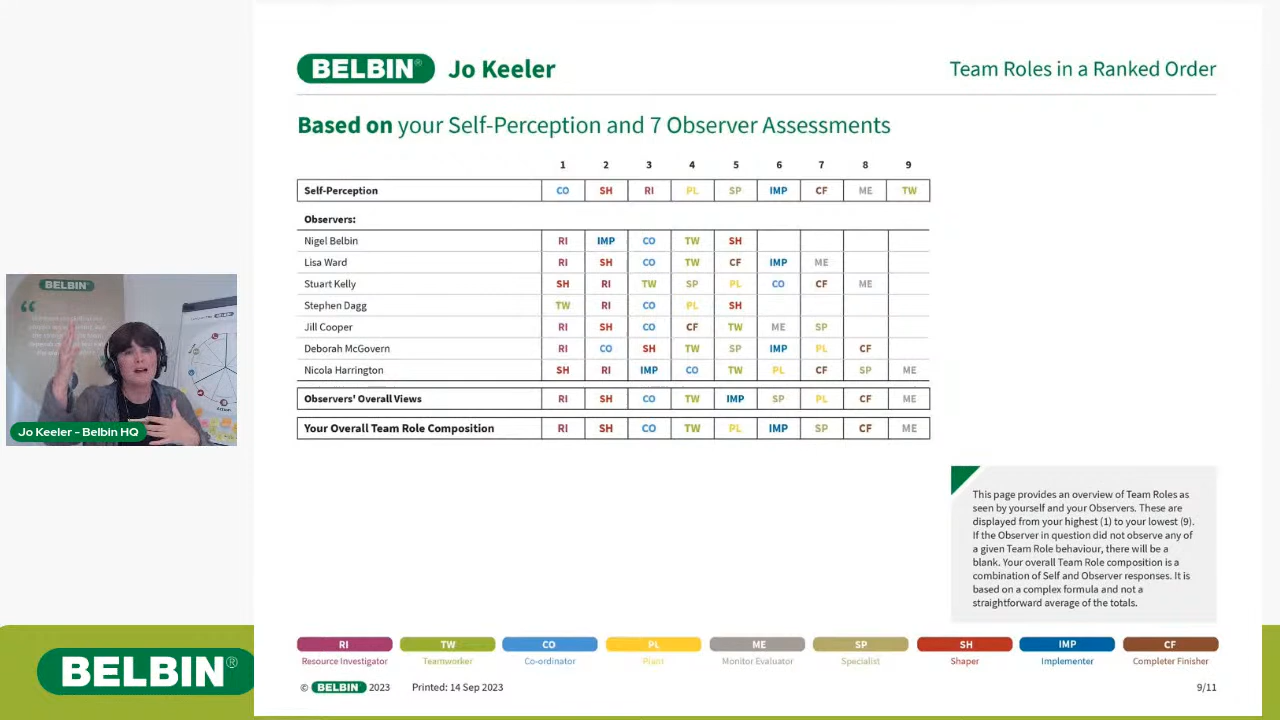 BELBIN® Jo Keeler Team Roles in a Ranked Order
Based on your Self-Perception and 7 Observer Assessments
1 2 3 4 5 6 7 8 9
Self-Perception CO SH RI PL SP IMP CF ME TW
Observers:
Nigel Belbin RI IMP CO TW SH
Lisa Ward RI SH CO TW CF IMP ME
Stuart Kelly SH RI TW SP PL CO CF ME
Stephen Dagg TW RI CO PL SH
Jill Cooper RI SH CO CF TW ME SP
Deborah McGovern RI CO SH TW SP IMP PL CF
Nicola Harrington SH RI IMP CO TW PL CF SP ME
Observers' Overall Views RI SH CO TW IMP SP PL CF ME
Your Overall Team Role Composition RI SH CO TW PL IMP SP CF ME
BELBIN
Jo Keeler - Belbin HQ
This page provides an overview of Team Roles as
seen by yourself and your Observers. These are
displayed from your highest (1) to your lowest (9).
If the Observer in question did not observe any of
a given Team Role behaviour, there will be a
blank. Your overall Team Role composition is a
combination of Self and Observer responses. It is
based on a complex formula and not a
straightforward average of the totals.
RI TW CO PL ME SP SH IMP CF
Resource Investigator Teamworker Co-ordinator Plant Monitor Evaluator Specialist Shaper Implementer Completer Finisher
© BELBIN 2023 Printed: 14 Sep 2023 9/11
BELBIN®